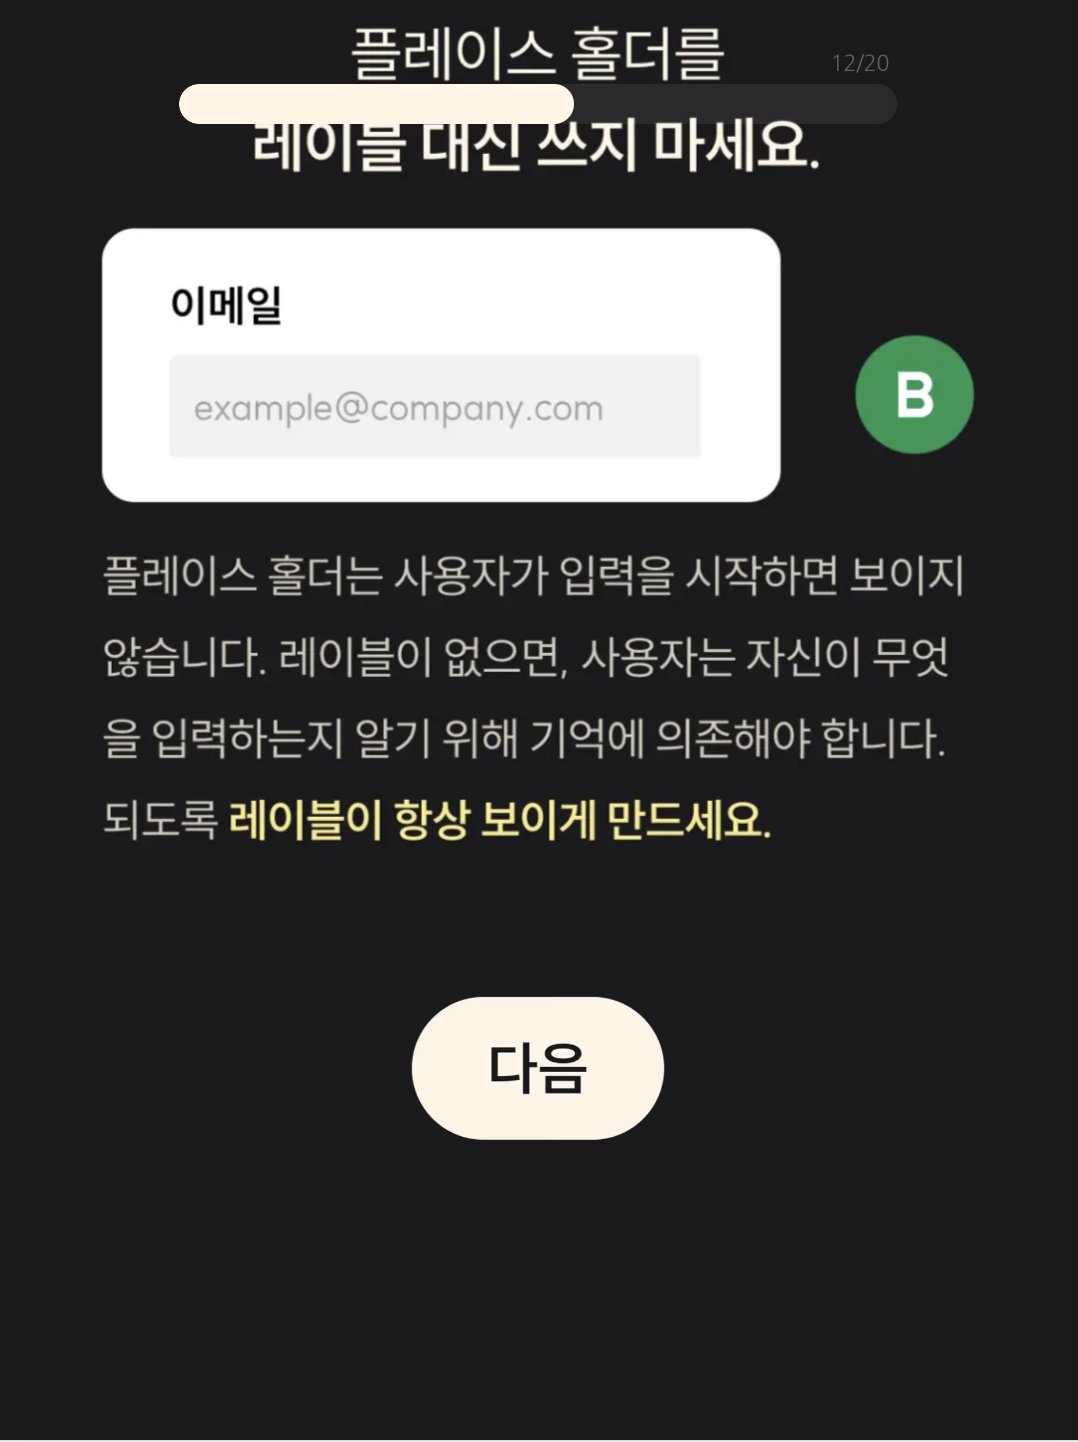 플레이스 홀더를
12/20
레이블 대신 쓰지 마세요.
이메일
example@company.com
B
플레이스 홀더는 사용자가 입력을 시작하면 보이지
않습니다. 레이블이 없으면, 사용자는 자신이 무엇
을 입력하는지 알기 위해 기억에 의존해야 합니다.
되도록 레이블이 항상 보이게 만드세요.
다음